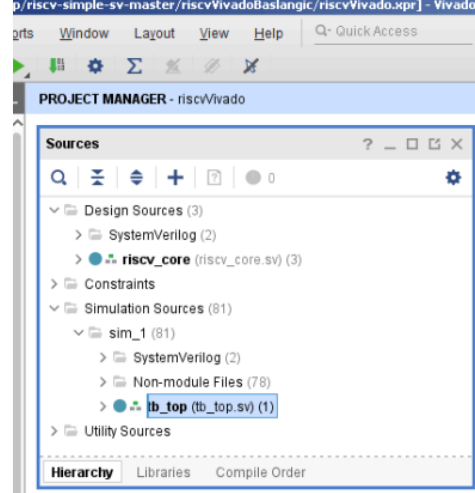 p/riscv-simple-sv-master/riscvVivadoBaslangic/riscvVivado.xpr] - Vivado
orts Window Layout View Help Q- Quick Access
PROJECT MANAGER - riscvVivado
Sources
0
Design Sources (3)
SystemVerilog (2)
riscv_core (riscv_core.sv) (3)
Constraints
Simulation Sources (81)
sim_1 (81)
SystemVerilog (2)
Non-module Files (78)
tb_top (tb_top.sv) (1)
Utility Sources
Hierarchy Libraries Compile Order